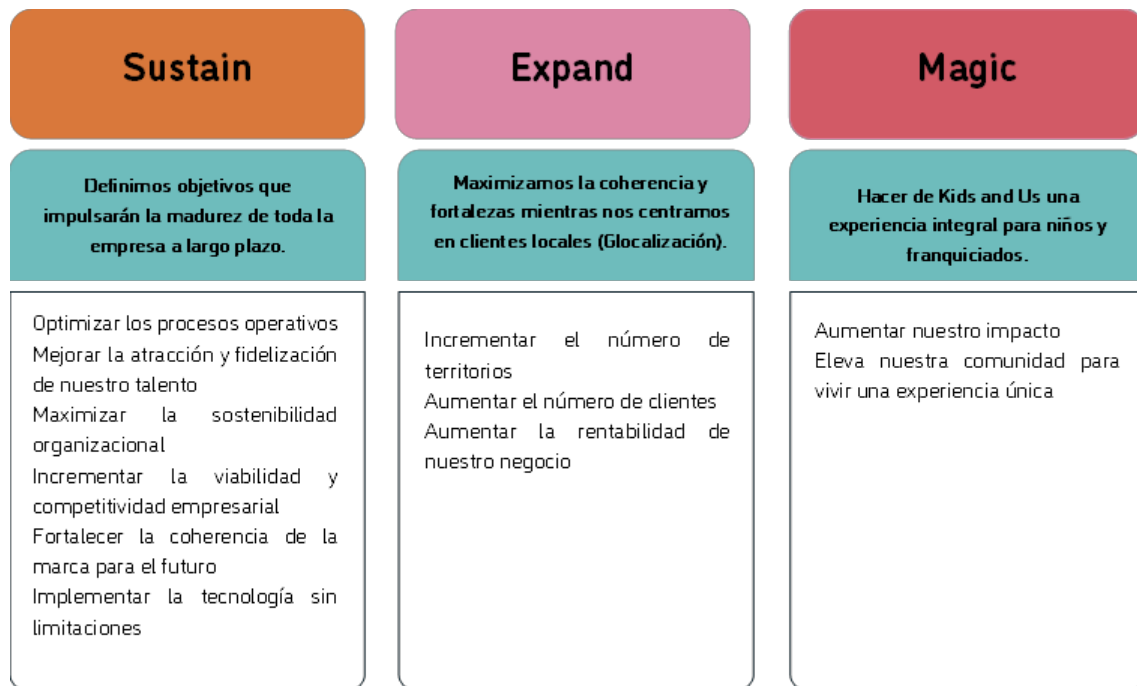 Sustain
Definimos objetivos que
impulsarán la madurez de toda la
empresa a largo plazo.
Optimizar los procesos operativos
Mejorar la atracción y fidelización
de nuestro talento
Maximizar la sostenibilidad
organizacional
Incrementar la viabilidad y
competitividad empresarial
Fortalecer la coherencia de la
marca para el futuro
Implementar la tecnología sin
limitaciones
Expand
Maximizamos la coherencia y
fortalezas mientras nos centramos
en clientes locales (Glocalización).
Incrementar el número de
territorios
Aumentar el número de clientes
Aumentar la rentabilidad de
nuestro negocio
Magic
Hacer de Kids and Us una
experiencia integral para niños y
franquiciados.
Aumentar nuestro impacto
Eleva nuestra comunidad para
vivir una experiencia única